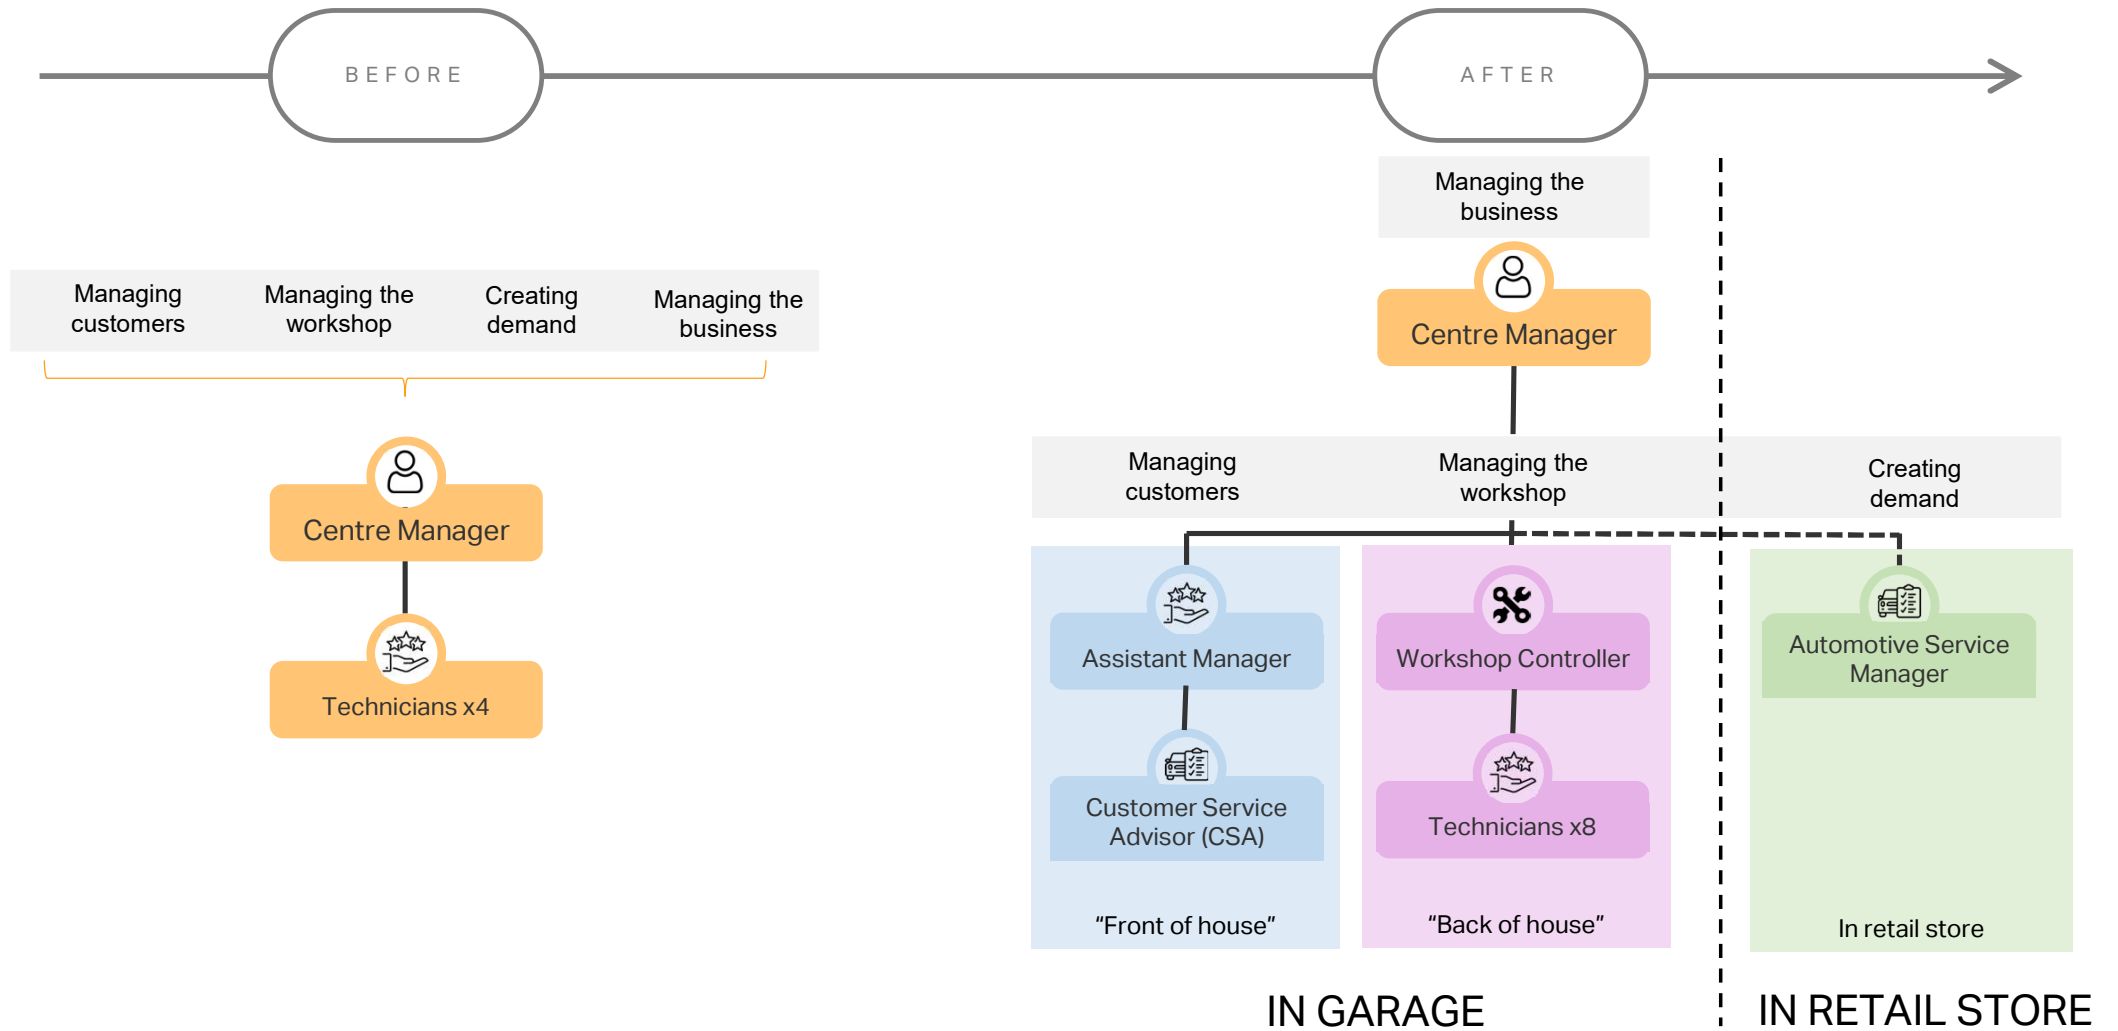 BEFORE
AFTER
Managing
customers
Managing the
workshop
Creating
demand
Managing the
business
Centre Manager
Technicians x4
Managing the
business
Centre Manager
Managing
customers
Managing the
workshop
Creating
demand
Assistant Manager
Customer Service
Advisor (CSA)
“Front of house”
Workshop Controller
Technicians x8
“Back of house”
Automotive Service
Manager
In retail store
IN GARAGE
IN RETAIL STORE